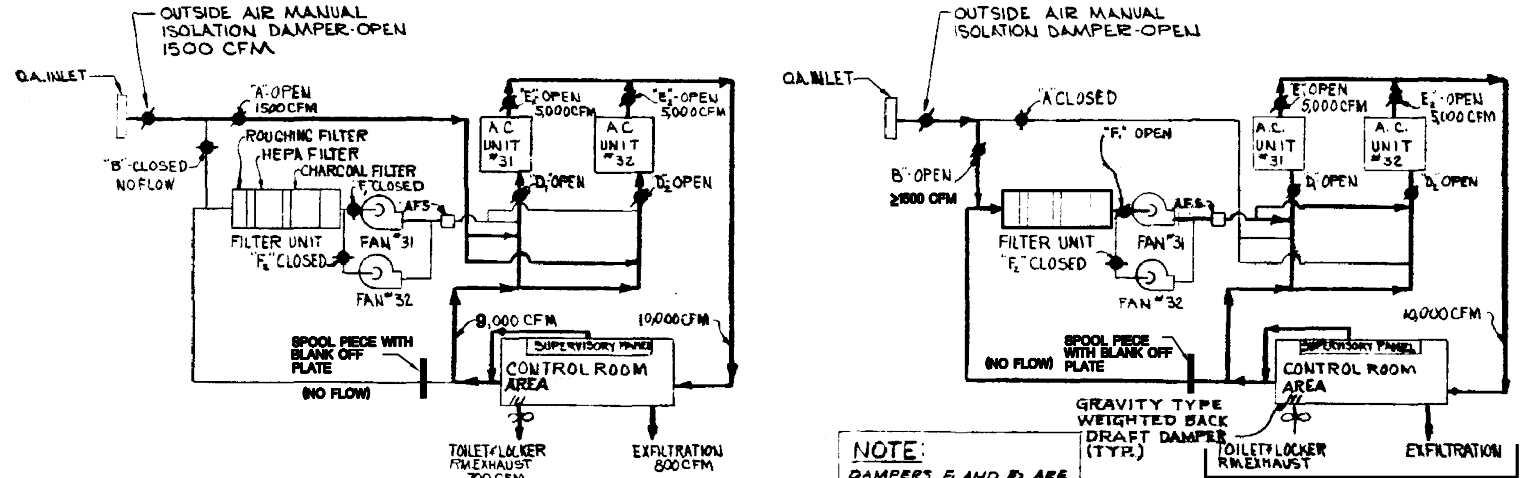 OUTSIDE AIR MANUAL
ISOLATION DAMPER-OPEN
1500 CFM
O.A. INLET
"A"-OPEN
1500 CFM
"E₁"-OPEN
5,000 CFM
"E₂"-OPEN
5,000 CFM
ROUGHING FILTER
HEPA FILTER
CHARCOAL FILTER
"B"-CLOSED
NO FLOW
A.C.
UNIT
#31
A.C
UNIT
#32
"F₁" CLOSED
A.F.S.
"D₁" OPEN
"D₂" OPEN
FILTER UNIT
FAN #31
"F₂" CLOSED
FAN #32
9,000 CFM
10,000 CFM
SPOOL PIECE WITH
BLANK OFF
PLATE
(NO FLOW)
SUPERVISORY PANEL
CONTROL ROOM
AREA
TOILET & LOCKER
RM. EXHAUST
700 CFM
EXFILTRATION
800 CFM
OUTSIDE AIR MANUAL
ISOLATION DAMPER-OPEN
O.A. INLET
"A" CLOSED
"E₁" OPEN
5,000 CFM
"E₂"-OPEN
5,000 CFM
"F₁" OPEN
B"-OPEN
≥1500 CFM
A.C.
UNIT
#31
A.C.
UNIT
#32
A.F.S.
D₁" OPEN
"D₂" OPEN
FILTER UNIT
FAN #31
"F₂" CLOSED
FAN #32
10,000 CFM
SPOOL PIECE
WITH BLANK OFF
PLATE
(NO FLOW)
SUPERVISORY PANEL
CONTROL ROOM
AREA
GRAVITY TYPE
WEIGHTED BACK
DRAFT DAMPER
(TYP.)
TOILET & LOCKER
RM. EXHAUST
EXFILTRATION
NOTE:
DAMPERS F₁ AND F₂ ARE